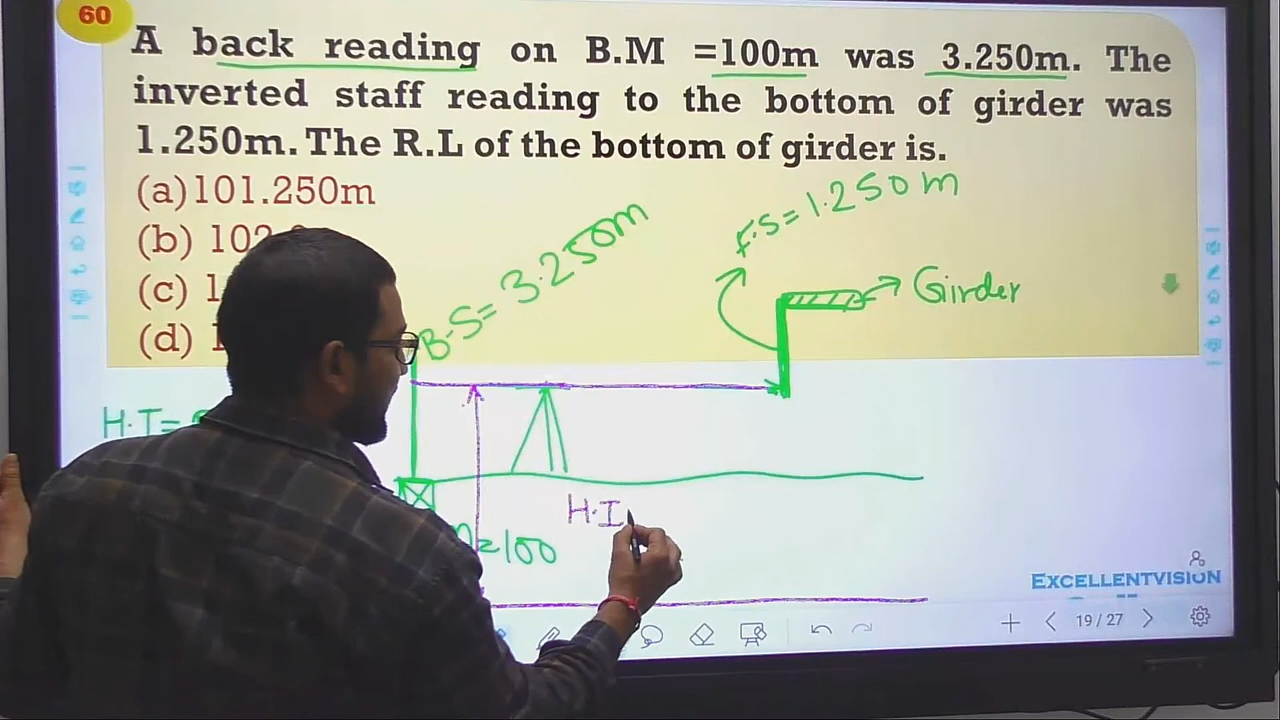 60
A back reading on B.M =100m was 3.250m. The
inverted staff reading to the bottom of girder was
1.250m. The R.L of the bottom of girder is.
(a) 101.250m
(b)
(c)
(d)
B.S = 3.250m
F.S = 1.250 m
Girder
H.I =
H.I
=100
EXCELLENTVISION
19 / 27